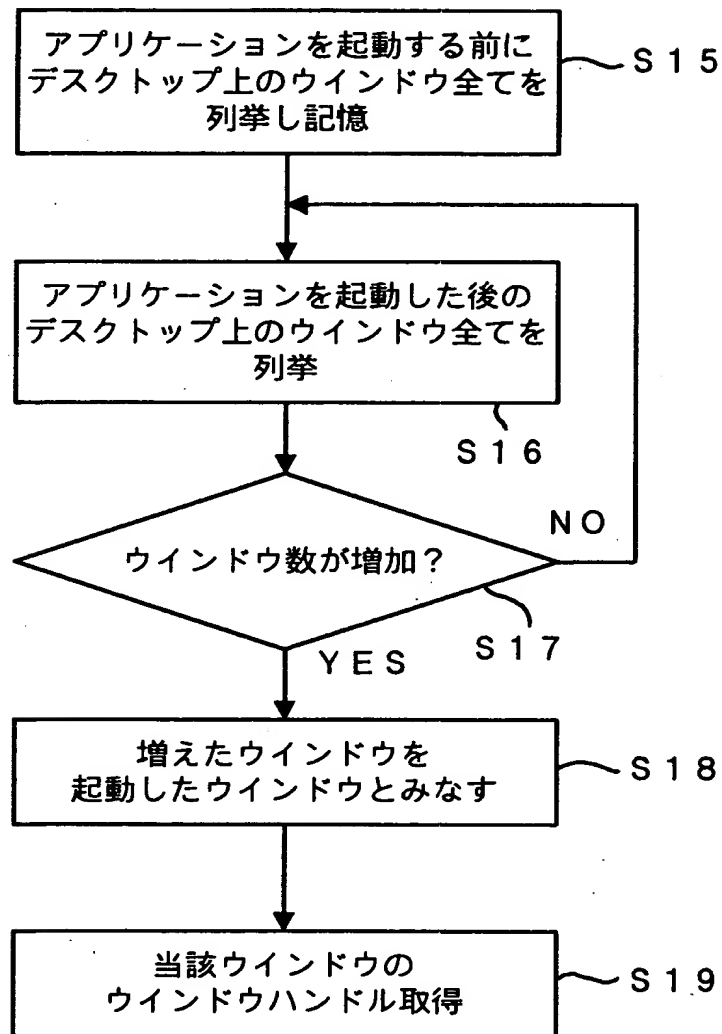 アプリケーションを起動する前に
デスクトップ上のウインドウ全てを
列挙し記憶
S15
アプリケーションを起動した後の
デスクトップ上のウインドウ全てを
列挙
S16
ウインドウ数が増加?
NO
S17
YES
増えたウインドウを
起動したウインドウとみなす
S18
当該ウインドウの
ウインドウハンドル取得
S19